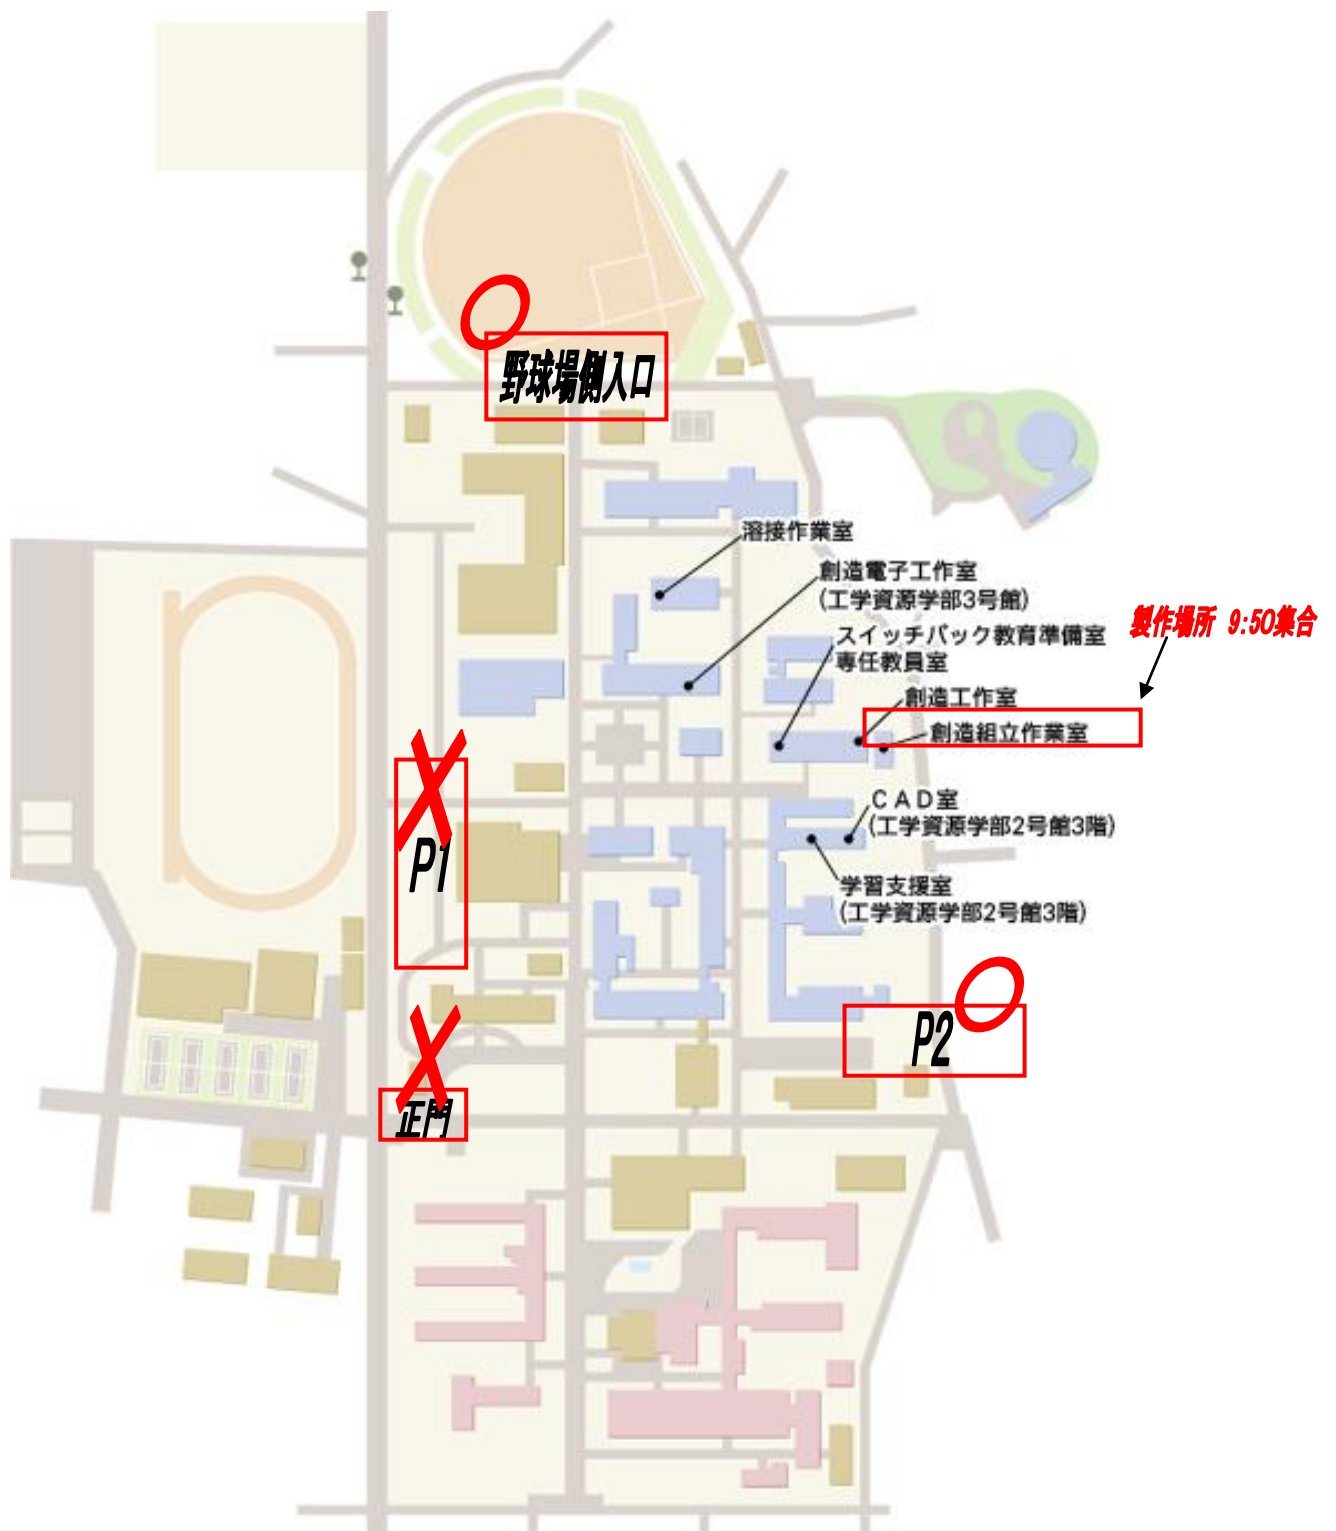 野球場側入口
溶接作業室
創造電子工作室
(工学資源学部3号館)
製作場所 9:50集合
スイッチバック教育準備室
専任教員室
創造工作室
創造組立作業室
CAD室
(工学資源学部2号館3階)
P1
学習支援室
(工学資源学部2号館3階)
P2
正門